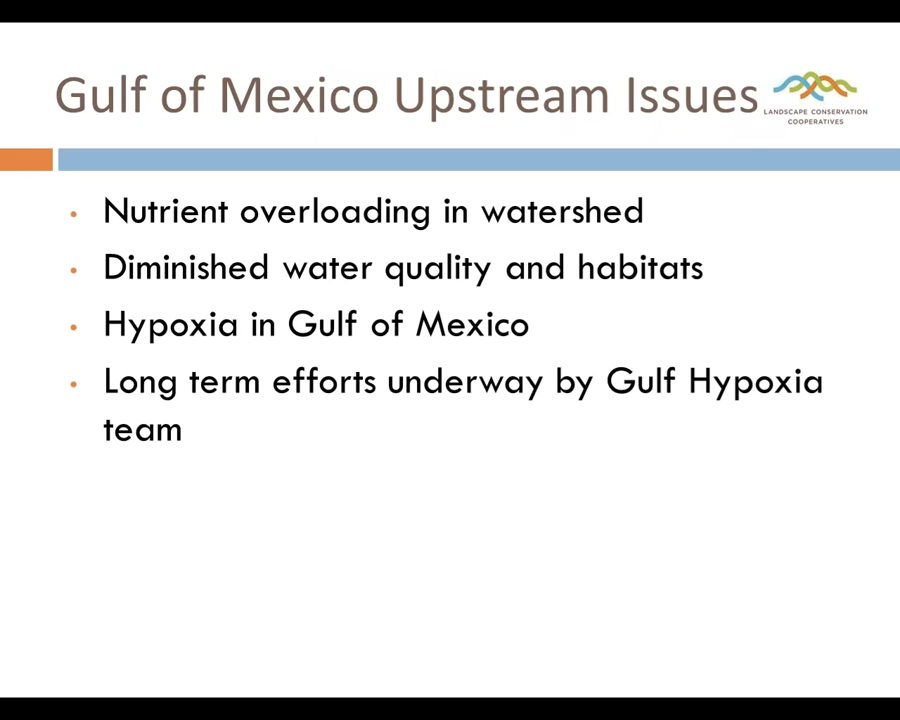 Gulf of Mexico Upstream Issues
LANDSCAPE CONSERVATION
COOPERATIVES
• Nutrient overloading in watershed
• Diminished water quality and habitats
• Hypoxia in Gulf of Mexico
• Long term efforts underway by Gulf Hypoxia
team